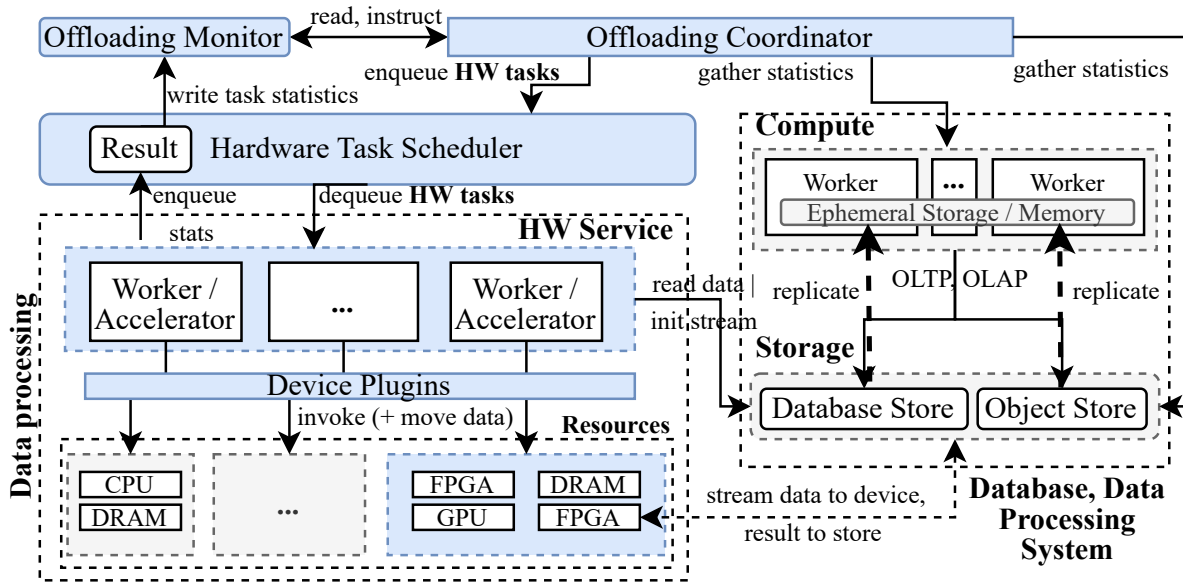 read, instruct
Offloading Monitor
Offloading Coordinator
enqueue HW tasks
gather statistics
gather statistics
write task statistics
Result
Hardware Task Scheduler
Compute
Worker
...
Worker
Ephemeral Storage / Memory
enqueue
stats
dequeue HW tasks
HW Service
Worker /
Accelerator
...
Worker /
Accelerator
read data |
init stream
replicate
OLTP, OLAP
replicate
Storage
Database Store
Object Store
Device Plugins
invoke (+ move data)
Resources
Data processing
CPU
DRAM
...
FPGA
DRAM
GPU
FPGA
stream data to device,
result to store
Database, Data
Processing
System